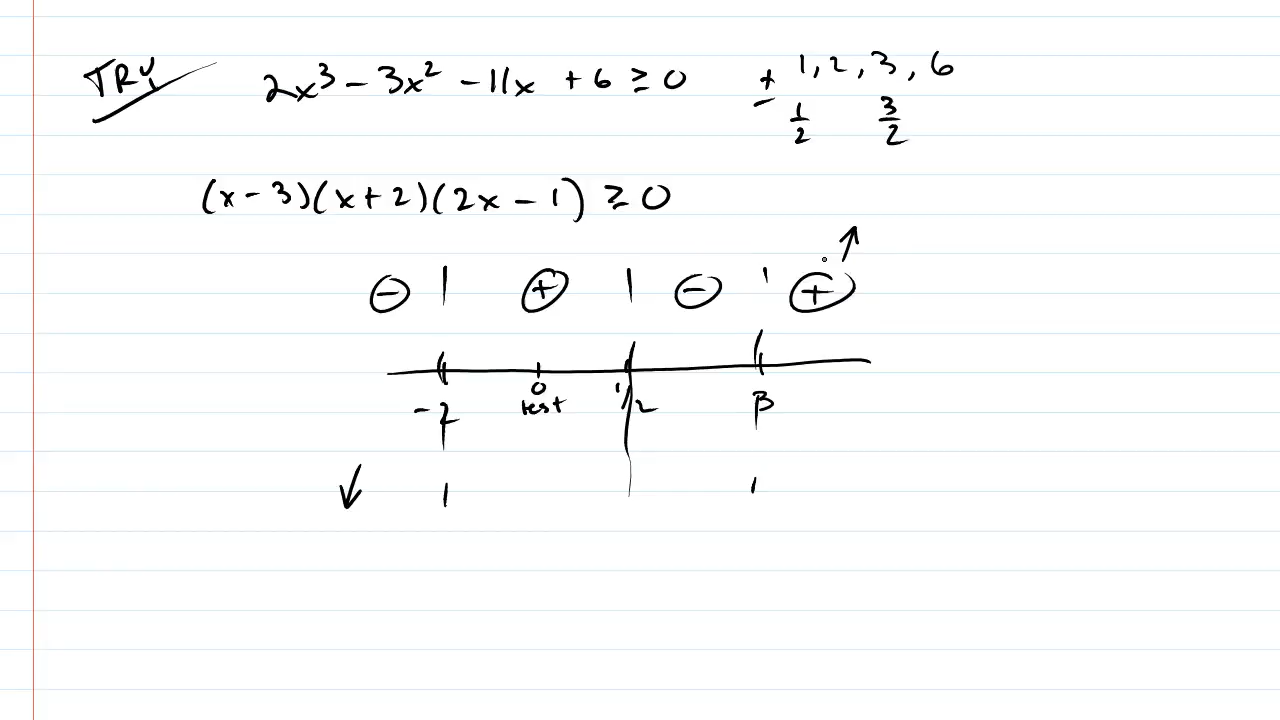 TRY 2x³ - 3x² - 11x + 6 ≥ 0 ± 1, 2, 3, 6
1/2 3/2
(x - 3)(x + 2)(2x - 1) ≥ 0
⊖ | ⊕ | ⊖ | ⊕ ↑
-2 0 1/2 3
test
↓